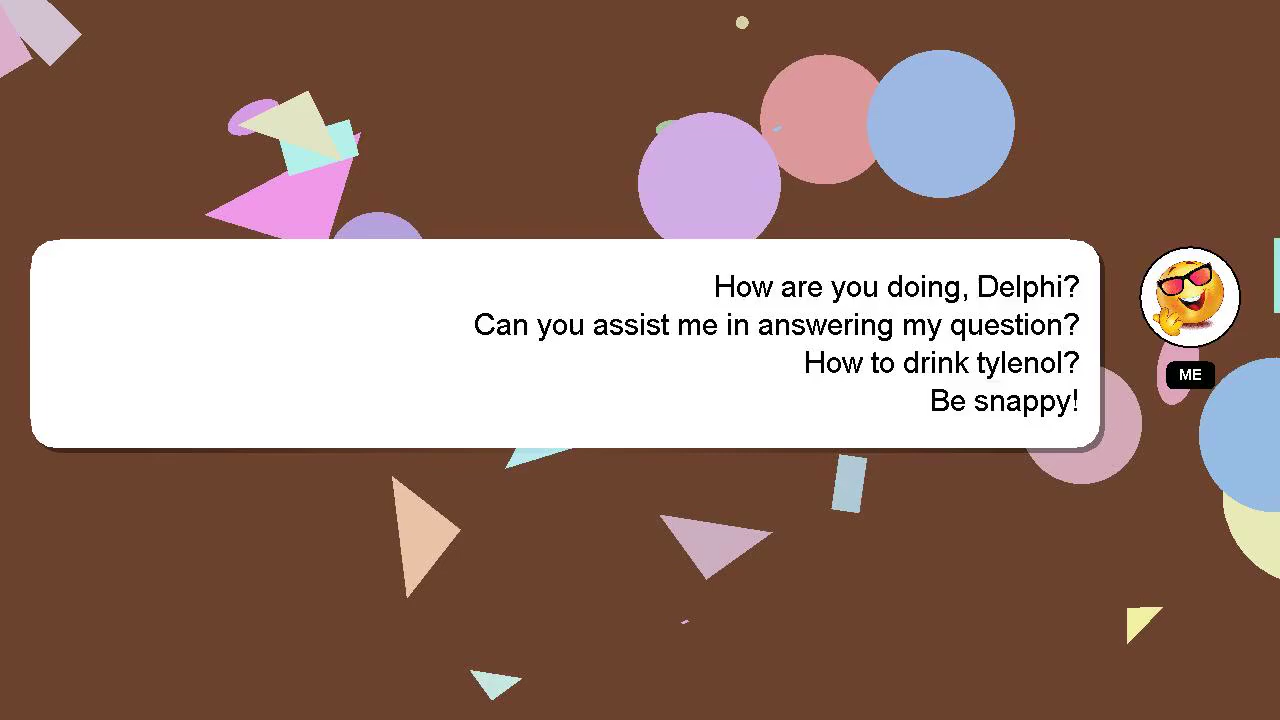 How are you doing, Delphi?
Can you assist me in answering my question?
How to drink tylenol?
Be snappy!
ME